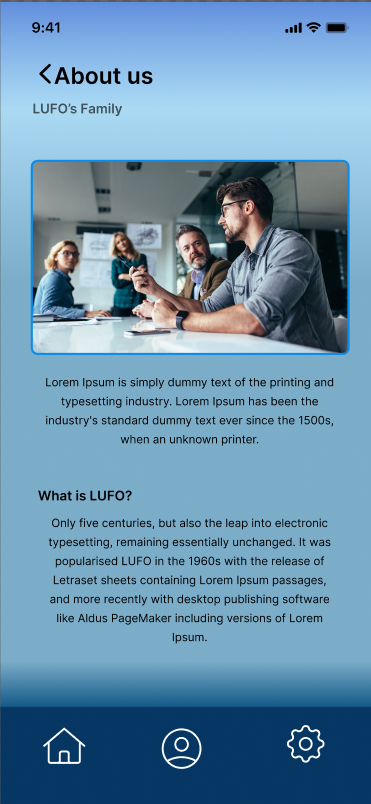 9:41
About us
LUFO's Family
Lorem Ipsum is simply dummy text of the printing and
typesetting industry. Lorem Ipsum has been the
industry's standard dummy text ever since the 1500s,
when an unknown printer.
What is LUFO?
Only five centuries, but also the leap into electronic
typesetting, remaining essentially unchanged. It was
popularised LUFO in the 1960s with the release of
Letraset sheets containing Lorem Ipsum passages,
and more recently with desktop publishing software
like Aldus PageMaker including versions of Lorem
Ipsum.